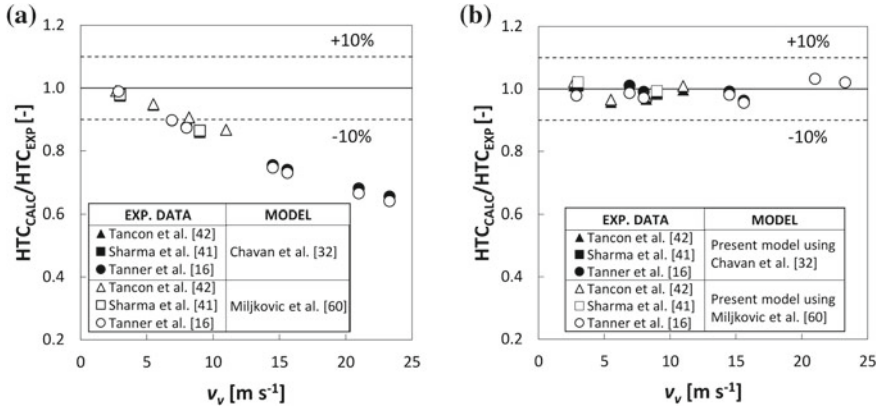 (a)
1.2
1.0
0.8
0.6
0.4
0.2
HTC_CALC/HTC_EXP [-]
+10%
-10%
EXP. DATA MODEL
▲ Tancon et al. [42]
■ Sharma et al. [41]
● Tanner et al. [16]
Chavan et al. [32]
△ Tancon et al. [42]
□ Sharma et al. [41]
○ Tanner et al. [16]
Miljkovic et al. [60]
0 5 10 15 20 25
v_v [m s⁻¹]
(b)
1.2
1.0
0.8
0.6
0.4
0.2
HTC_CALC/HTC_EXP [-]
+10%
-10%
EXP. DATA MODEL
▲ Tancon et al. [42]
■ Sharma et al. [41]
● Tanner et al. [16]
Present model using
Chavan et al. [32]
△ Tancon et al. [42]
□ Sharma et al. [41]
○ Tanner et al. [16]
Present model using
Miljkovic et al. [60]
0 5 10 15 20 25
v_v [m s⁻¹]